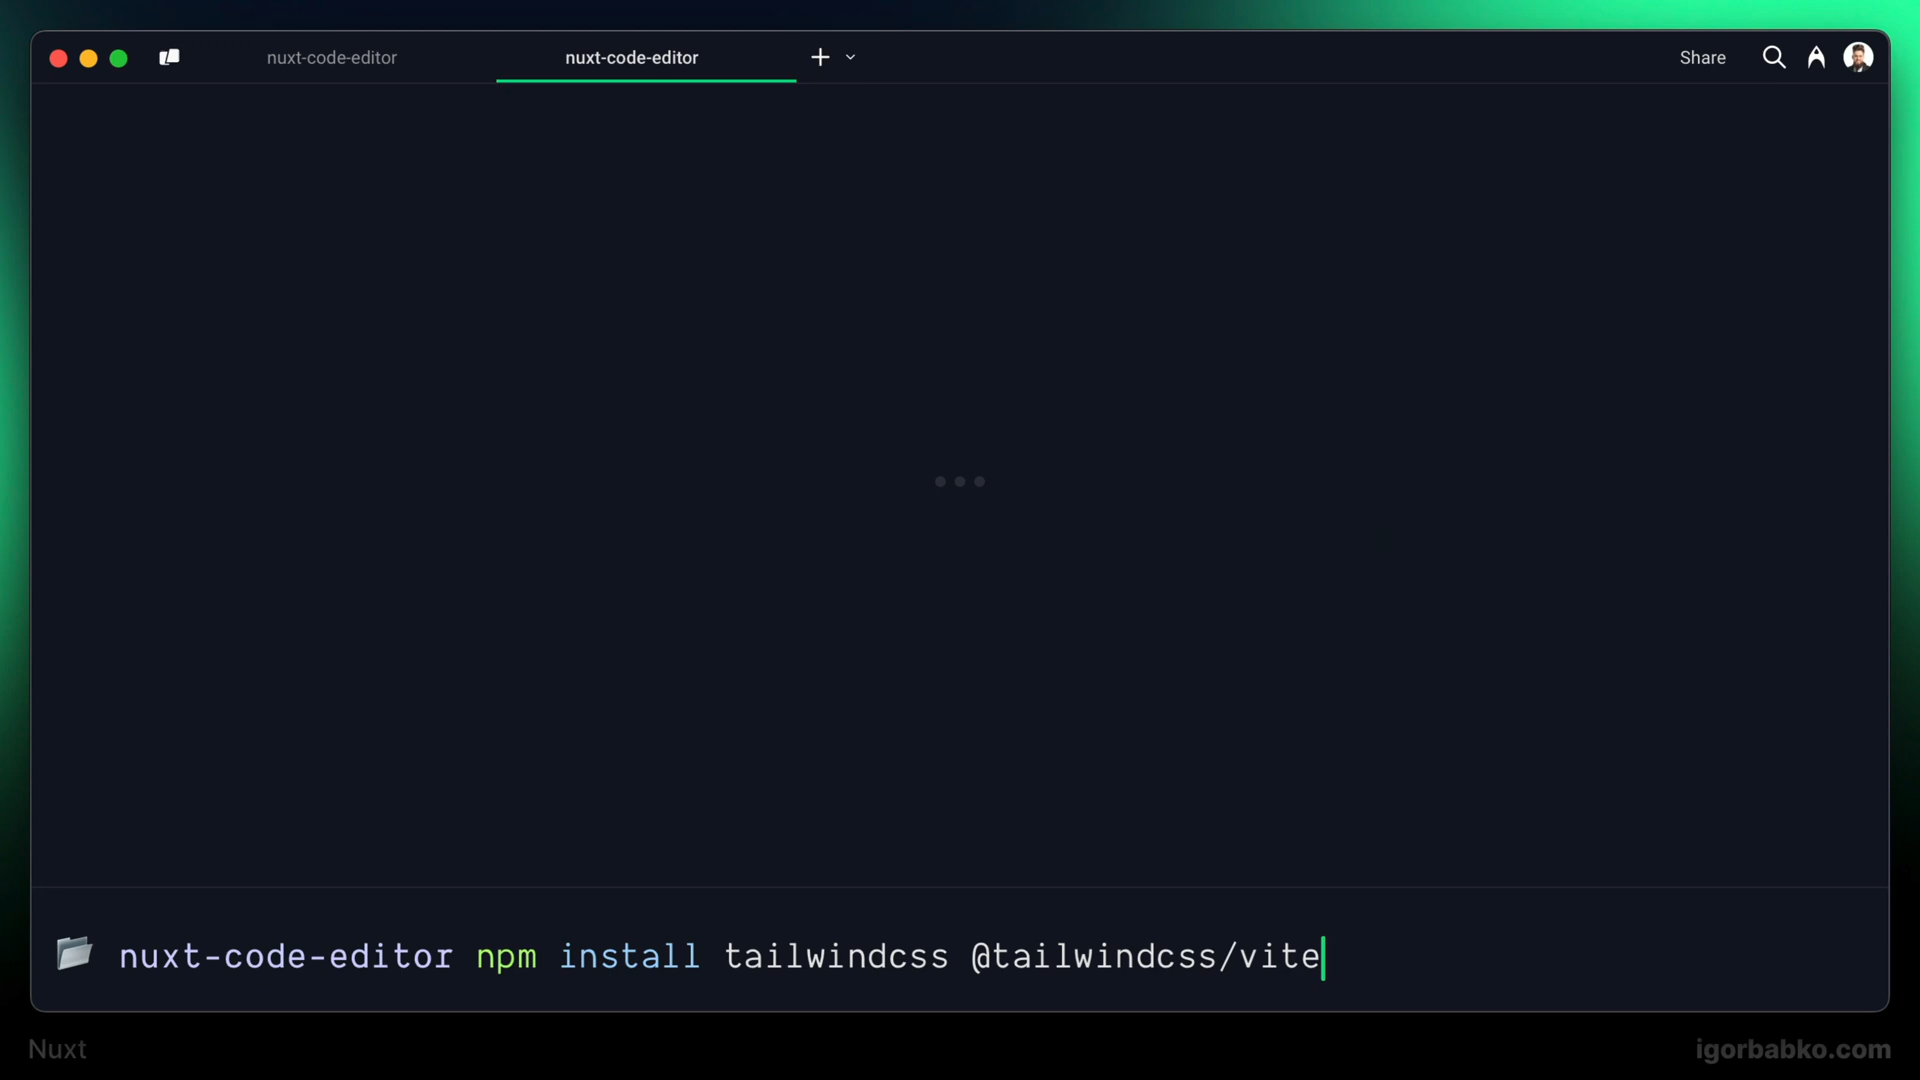 nuxt-code-editor nuxt-code-editor Share
nuxt-code-editor npm install tailwindcss @tailwindcss/vite
Nuxt igorbabko.com